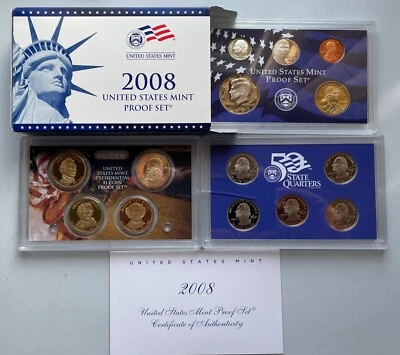 UNITED STATES MINT
2008
UNITED STATES MINT
PROOF SET®
UNITED STATES MINT
PROOF SET®
UNITED STATES
MINT
PRESIDENTIAL
$1 COIN
PROOF SET™
50
STATE
QUARTERS
UNITED STATES MINT
2008
United States Mint Proof Set®
Certificate of Authenticity